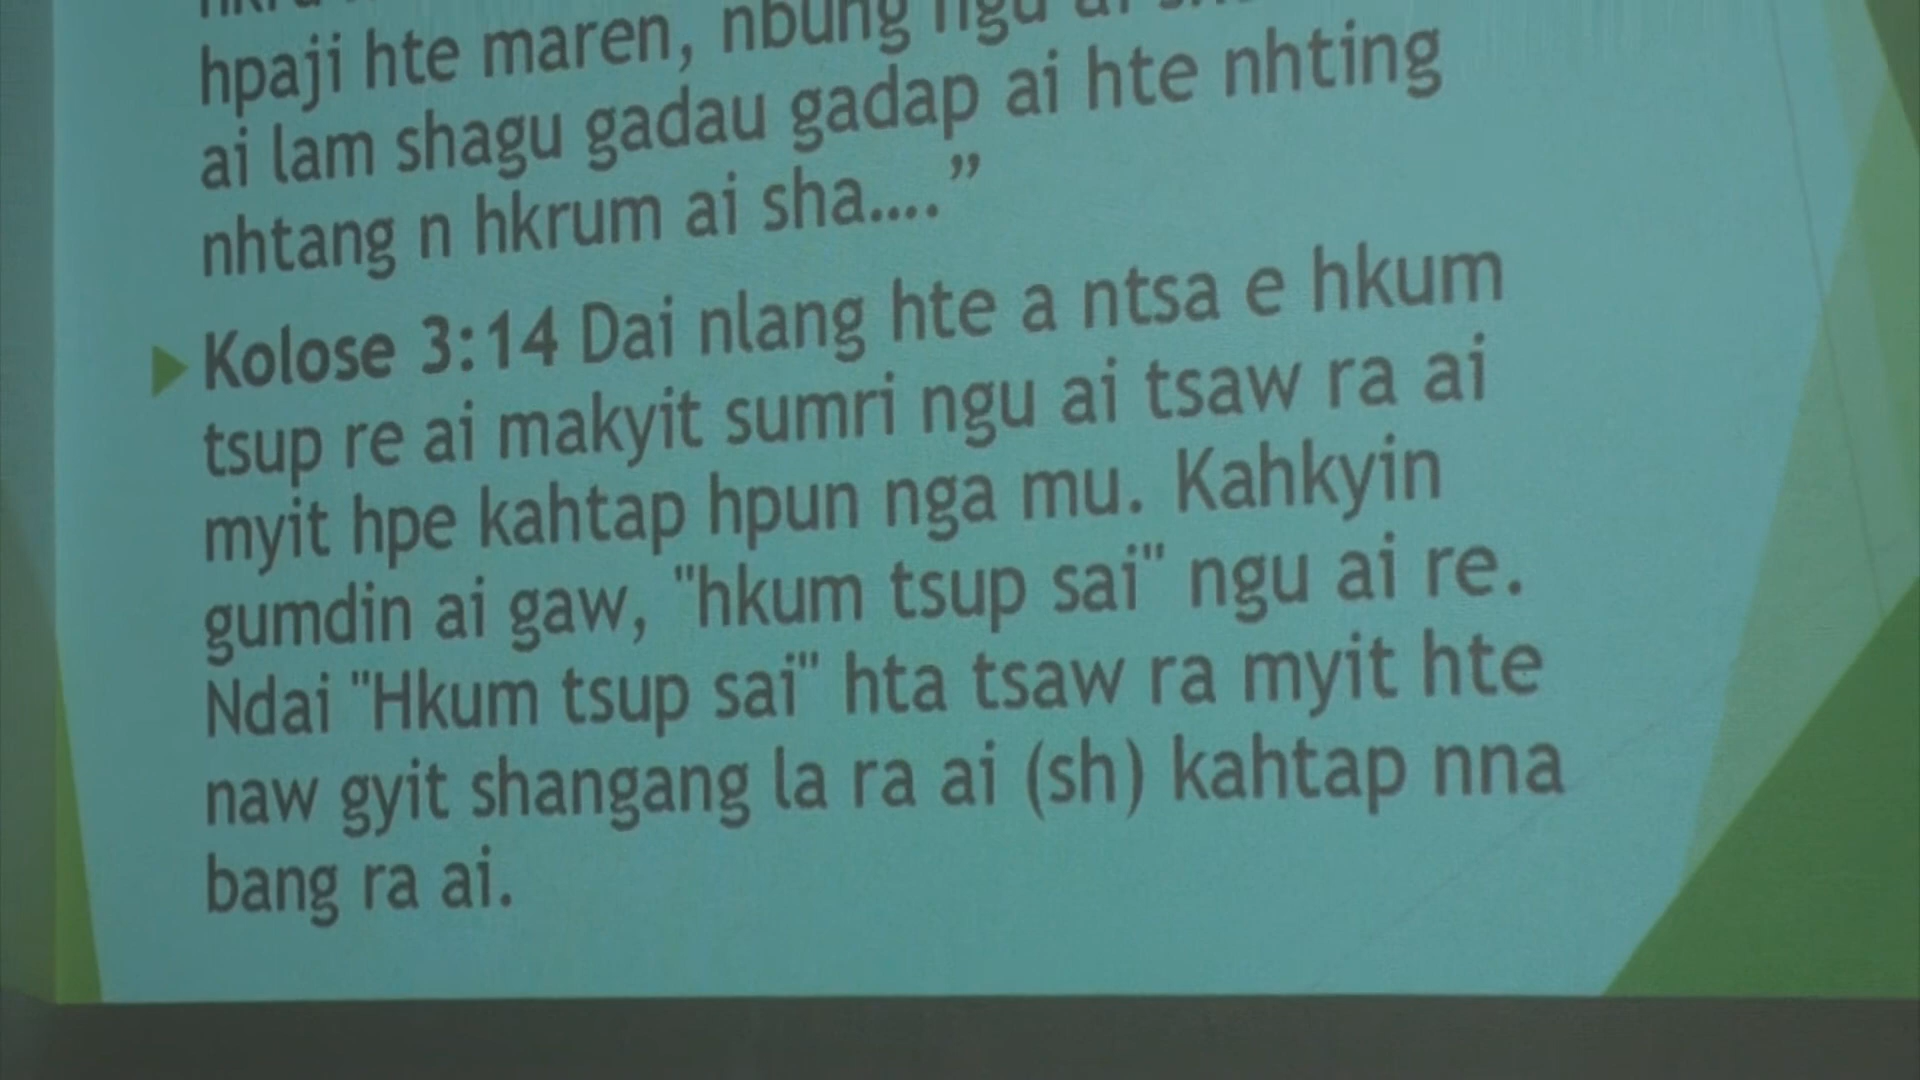 hpaji hte maren, nbung ngu ai
ai lam shagu gadau gadap ai hte nhting
nhtang n hkrum ai sha....”
Kolose 3:14 Dai nlang hte a ntsa e hkum
tsup re ai makyit sumri ngu ai tsaw ra ai
myit hpe kahtap hpun nga mu. Kahkyin
gumdin ai gaw, "hkum tsup sai" ngu ai re.
Ndai "Hkum tsup sai" hta tsaw ra myit hte
naw gyit shangang la ra ai (sh) kahtap nna
bang ra ai.